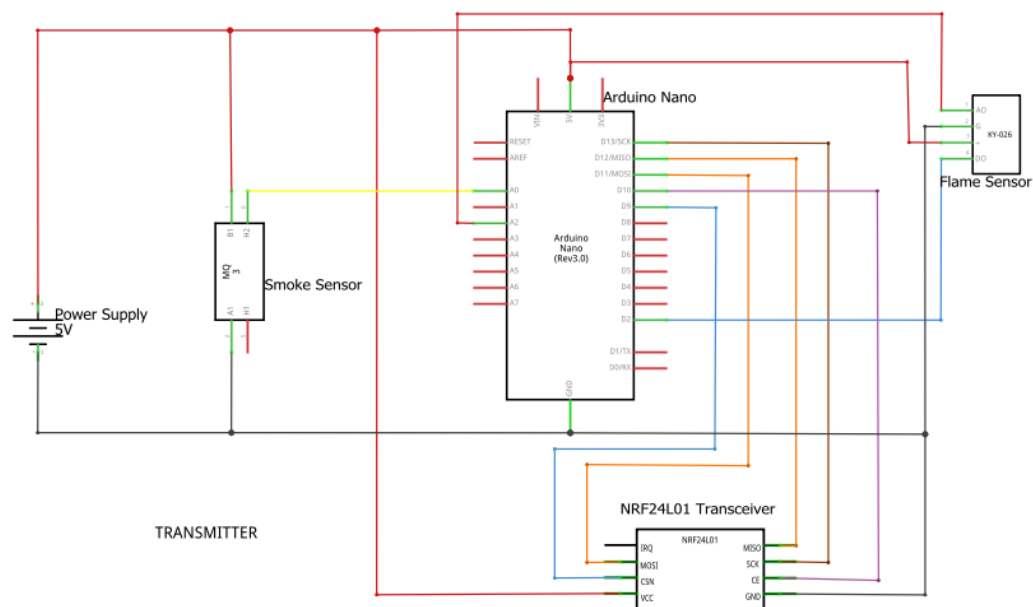 Arduino Nano
VIN
5V
3V3
RESET
AREF
A0
A1
A2
A3
A4
A5
A6
A7
D13/SCK
D12/MISO
D11/MOSI
D10
D9
D8
D7
D6
D5
D4
D3
D2
D1/TX
D0/RX
GND
Arduino
Nano
(Rev3.0)
AO
G
+
DO
KY-026
Flame Sensor
B1
H2
MQ
3
A1
H1
Smoke Sensor
Power Supply
5V
TRANSMITTER
NRF24L01 Transceiver
NRF24L01
IRQ
MOSI
CSN
VCC
MISO
SCK
CE
GND